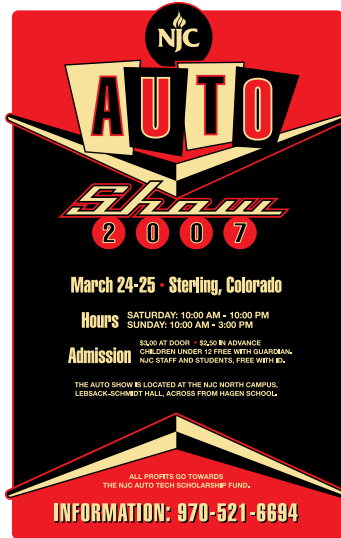 NJC
AUTO
Show
2007
March 24-25 • Sterling, Colorado
Hours SATURDAY: 10:00 AM - 10:00 PM
SUNDAY: 10:00 AM - 3:00 PM
Admission $3.00 AT DOOR • $2.50 IN ADVANCE
CHILDREN UNDER 12 FREE WITH GUARDIAN.
NJC STAFF AND STUDENTS, FREE WITH ID.
THE AUTO SHOW IS LOCATED AT THE NJC NORTH CAMPUS,
LEBSACK-SCHMIDT HALL, ACROSS FROM HAGEN SCHOOL.
ALL PROFITS GO TOWARDS
THE NJC AUTO TECH SCHOLARSHIP FUND.
INFORMATION: 970-521-6694